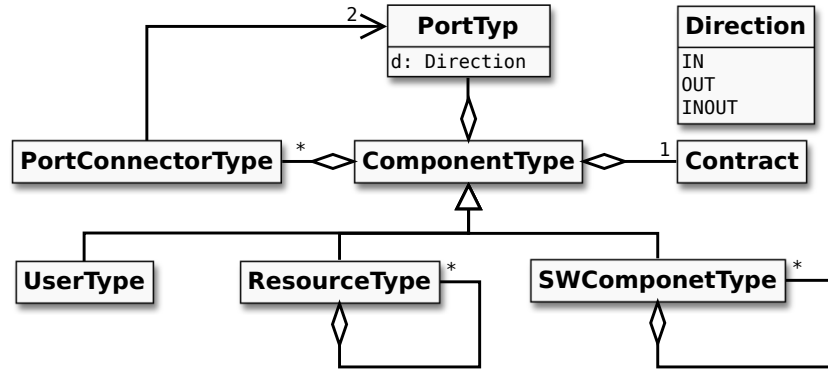 2
PortTyp
d: Direction
Direction
IN
OUT
INOUT
PortConnectorType
*
ComponentType
1
Contract
UserType
ResourceType
*
SWComponetType
*